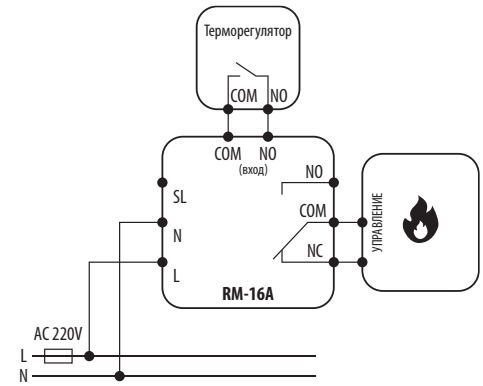 Терморегулятор
COM NO
COM NO
(вход)
NO
SL
COM
УПРАВЛЕНИЕ
N
NC
L
RM-16A
AC 220V
L
N